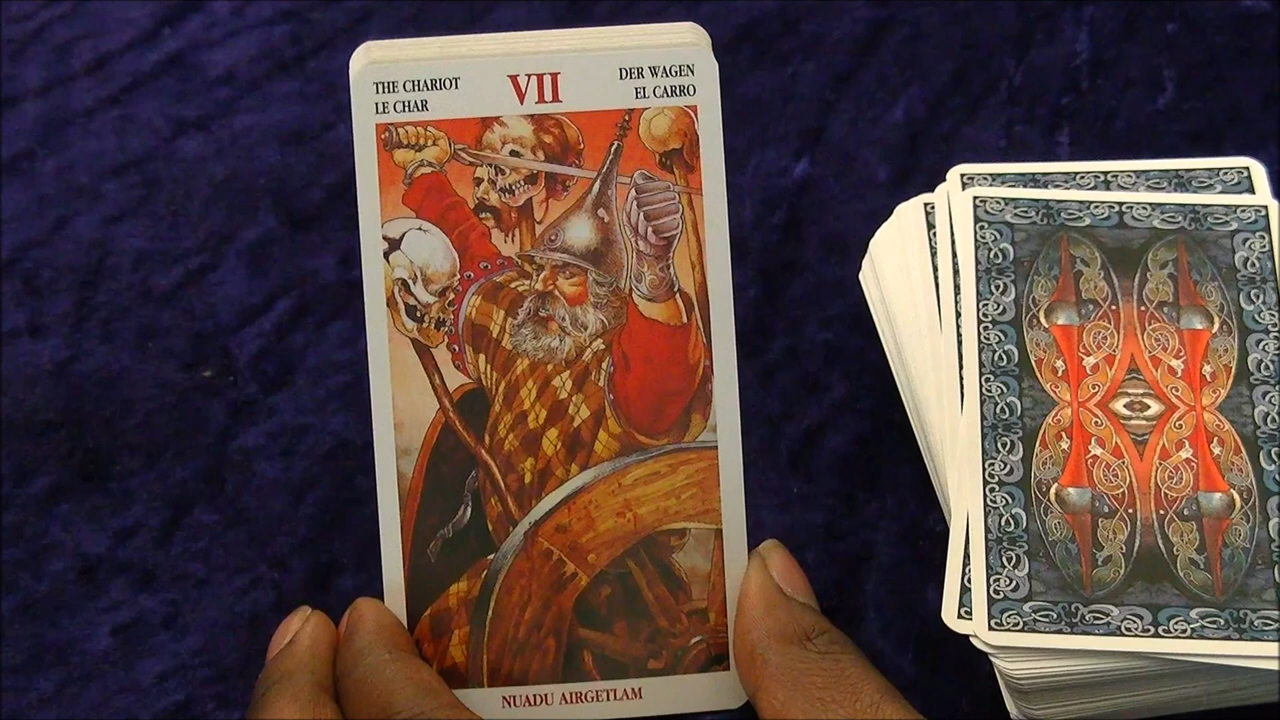 THE CHARIOT
LE CHAR
VII
DER WAGEN
EL CARRO
NUADU AIRGETLAM